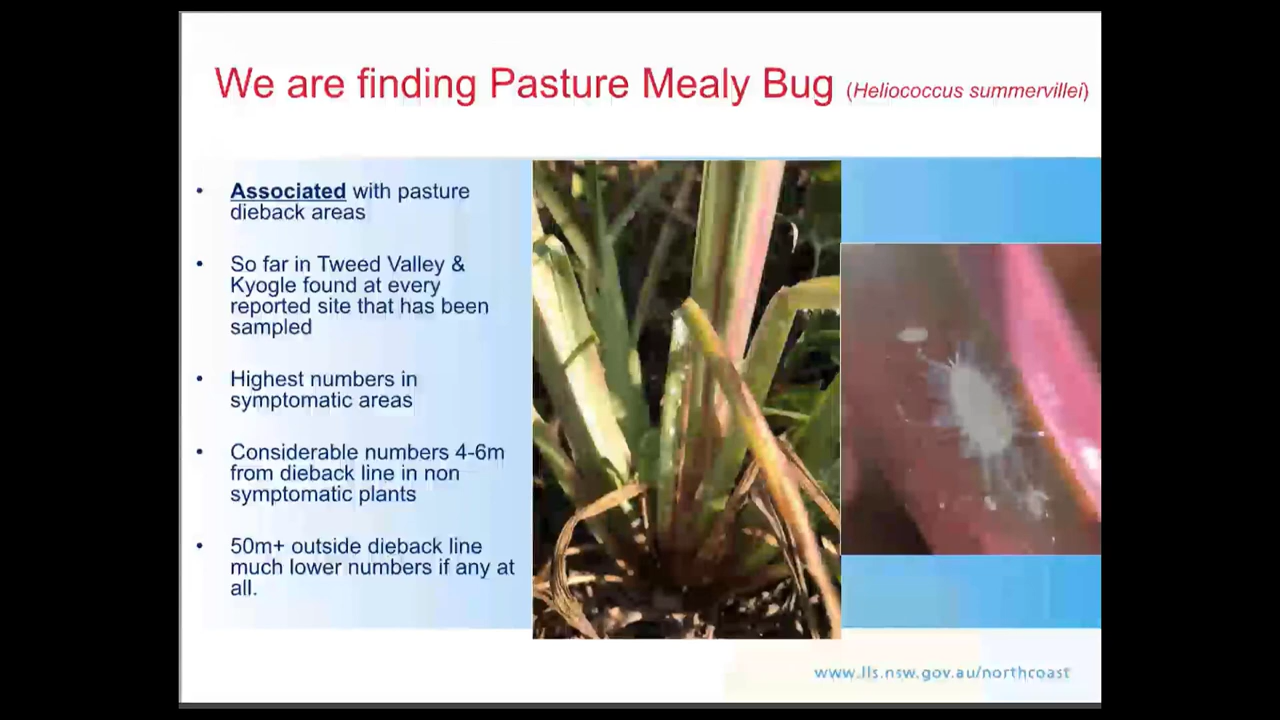 We are finding Pasture Mealy Bug (Heliococcus summervillei)
• Associated with pasture
dieback areas
• So far in Tweed Valley &
Kyogle found at every
reported site that has been
sampled
• Highest numbers in
symptomatic areas
• Considerable numbers 4-6m
from dieback line in non
symptomatic plants
• 50m+ outside dieback line
much lower numbers if any at
all.
www.lls.nsw.gov.au/northcoast